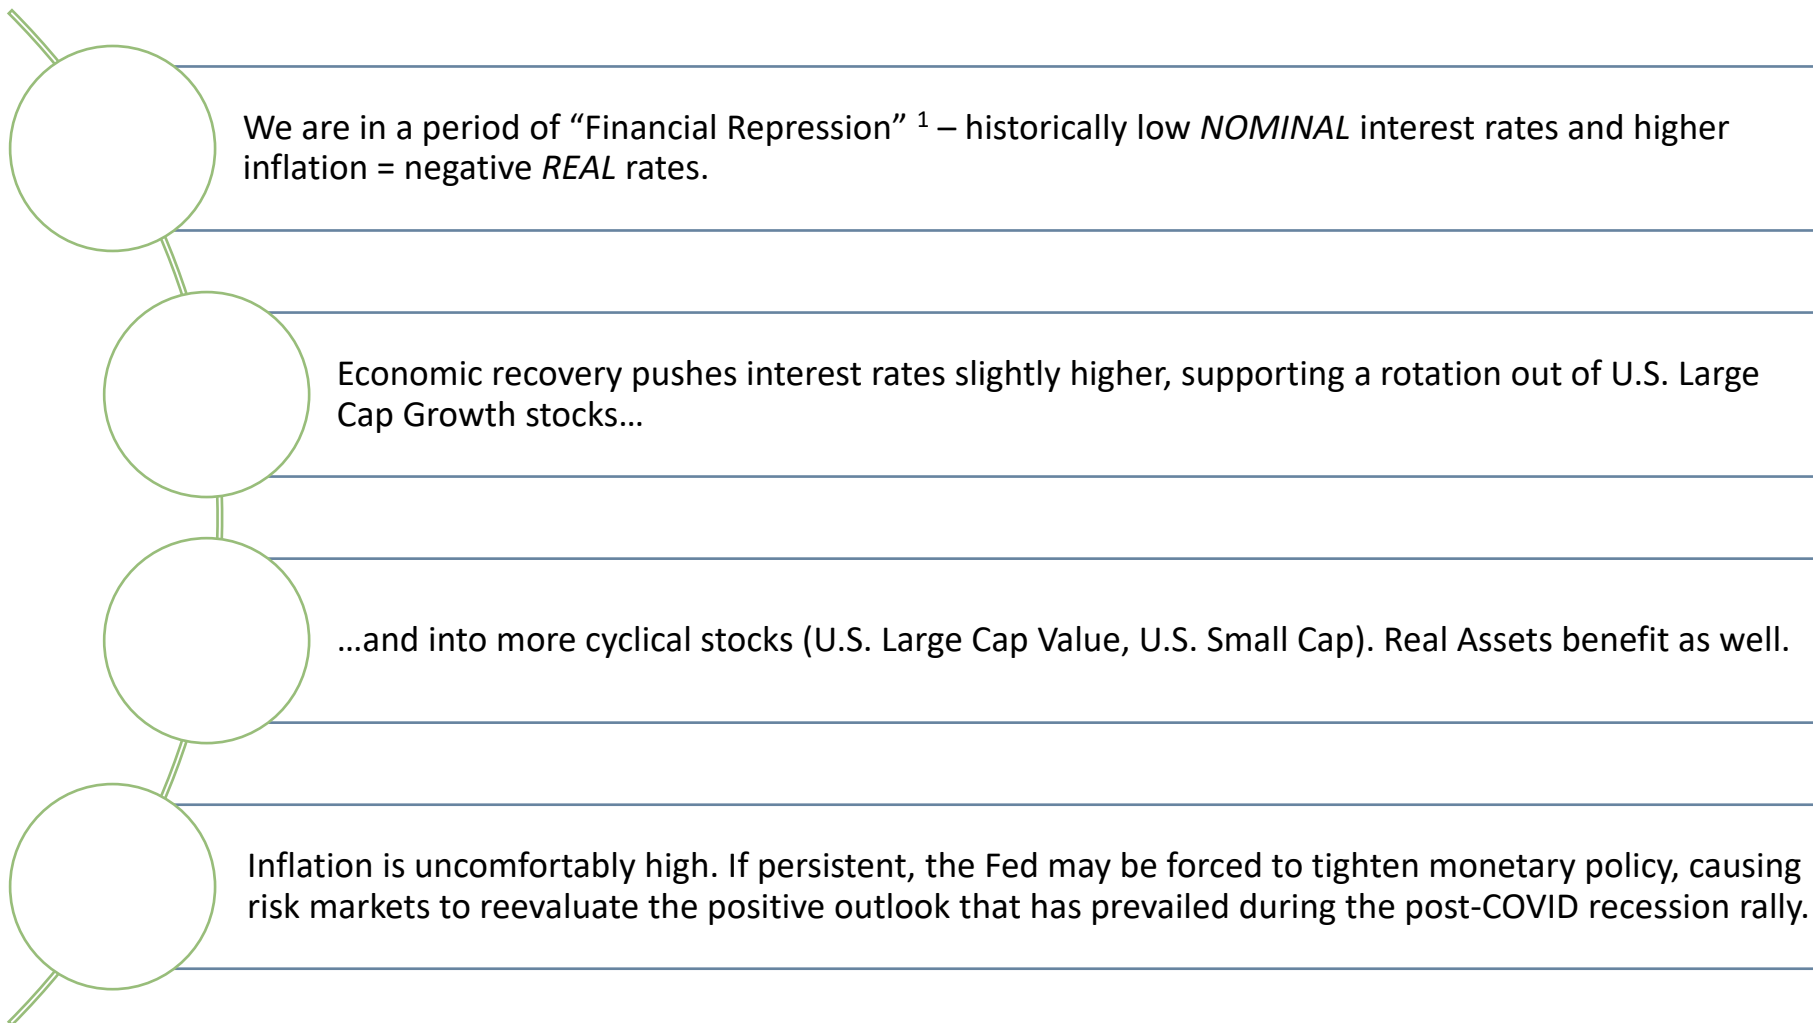 We are in a period of “Financial Repression” ¹ – historically low NOMINAL interest rates and higher
inflation = negative REAL rates.
Economic recovery pushes interest rates slightly higher, supporting a rotation out of U.S. Large
Cap Growth stocks…
…and into more cyclical stocks (U.S. Large Cap Value, U.S. Small Cap). Real Assets benefit as well.
Inflation is uncomfortably high. If persistent, the Fed may be forced to tighten monetary policy, causing
risk markets to reevaluate the positive outlook that has prevailed during the post-COVID recession rally.